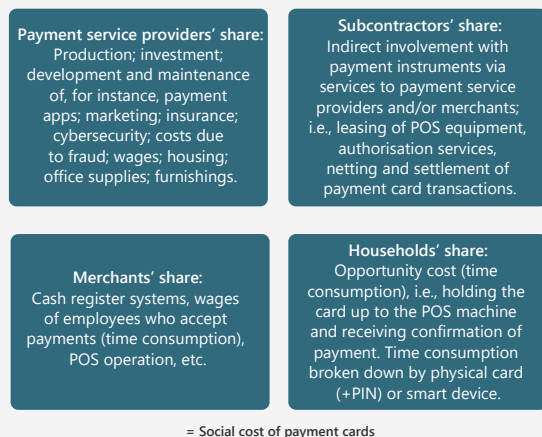 Payment service providers’ share:
Production; investment;
development and maintenance
of, for instance, payment
apps; marketing; insurance;
cybersecurity; costs due
to fraud; wages; housing;
office supplies; furnishings.
Subcontractors’ share:
Indirect involvement with
payment instruments via
services to payment service
providers and/or merchants;
i.e., leasing of POS equipment,
authorisation services,
netting and settlement of
payment card transactions.
Merchants’ share:
Cash register systems, wages
of employees who accept
payments (time consumption),
POS operation, etc.
Households’ share:
Opportunity cost (time
consumption), i.e., holding the
card up to the POS machine
and receiving confirmation of
payment. Time consumption
broken down by physical card
(+PIN) or smart device.
= Social cost of payment cards